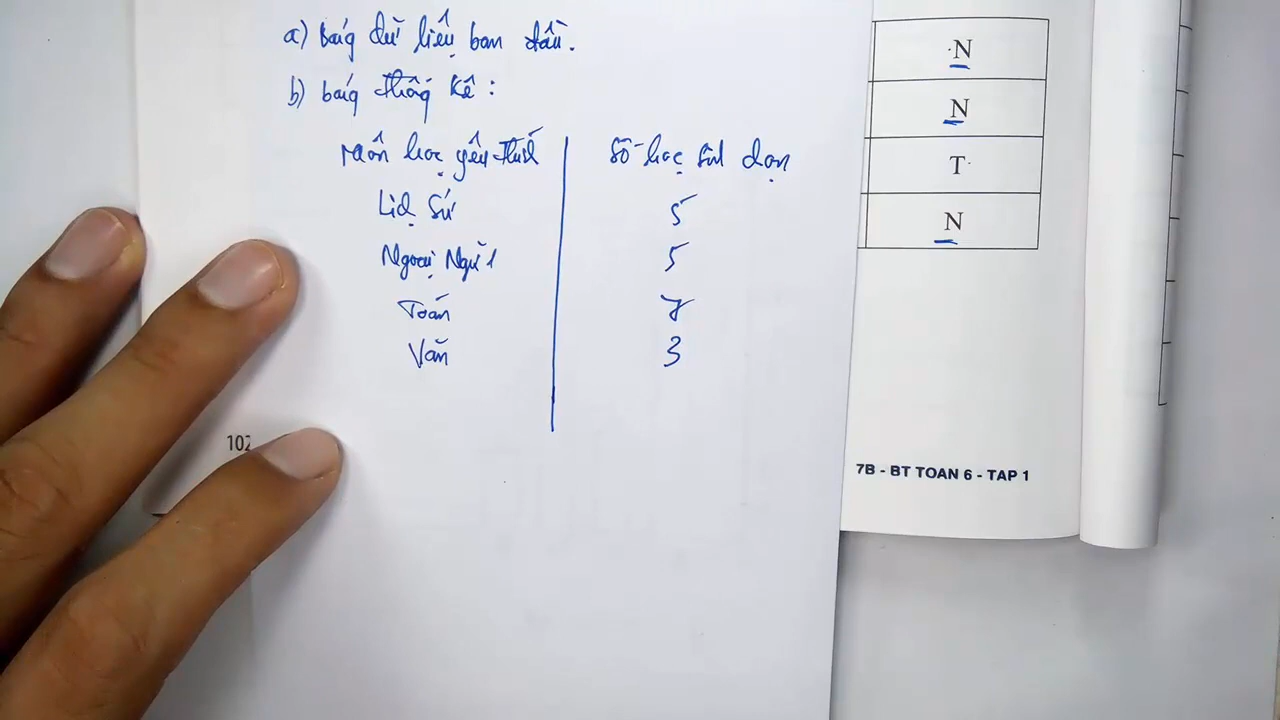 a) Bảng dữ liệu ban đầu.
b) bảng thống kê :
Môn học yêu thích | Số học sinh chọn
Lịch Sử | 5
Ngoại Ngữ 1 | 5
Toán | 7
Văn | 3
102
N
N
T
N
7B - BT TOAN 6 - TAP 1